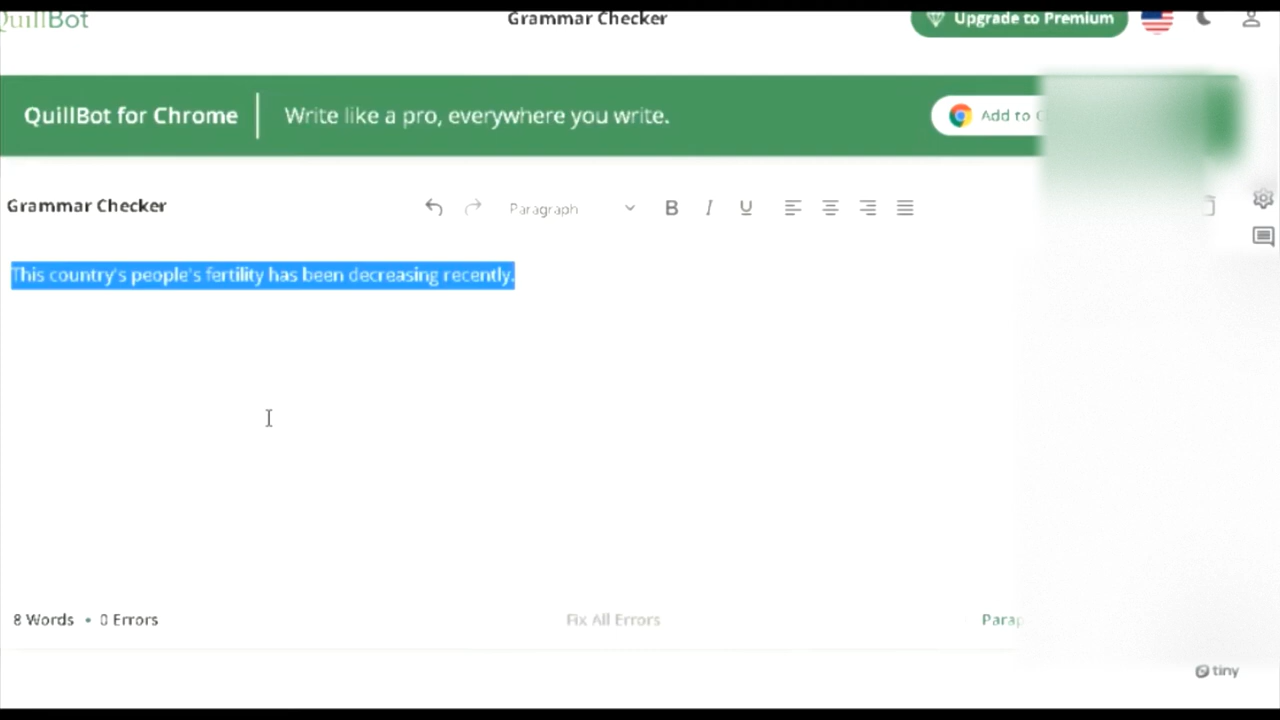 QuillBot
Grammar Checker
Upgrade to Premium
QuillBot for Chrome
Write like a pro, everywhere you write.
Add to
Grammar Checker
Paragraph
B I U
This country's people's fertility has been decreasing recently.
8 Words • 0 Errors
Fix All Errors
tiny